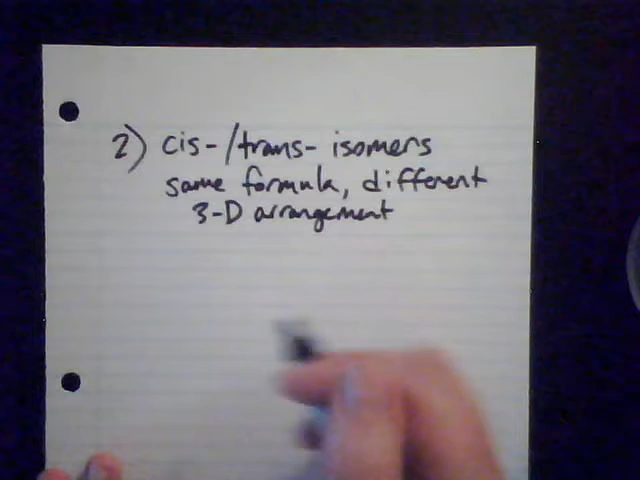 2) cis-/trans- isomers
same formula, different
3-D arrangement